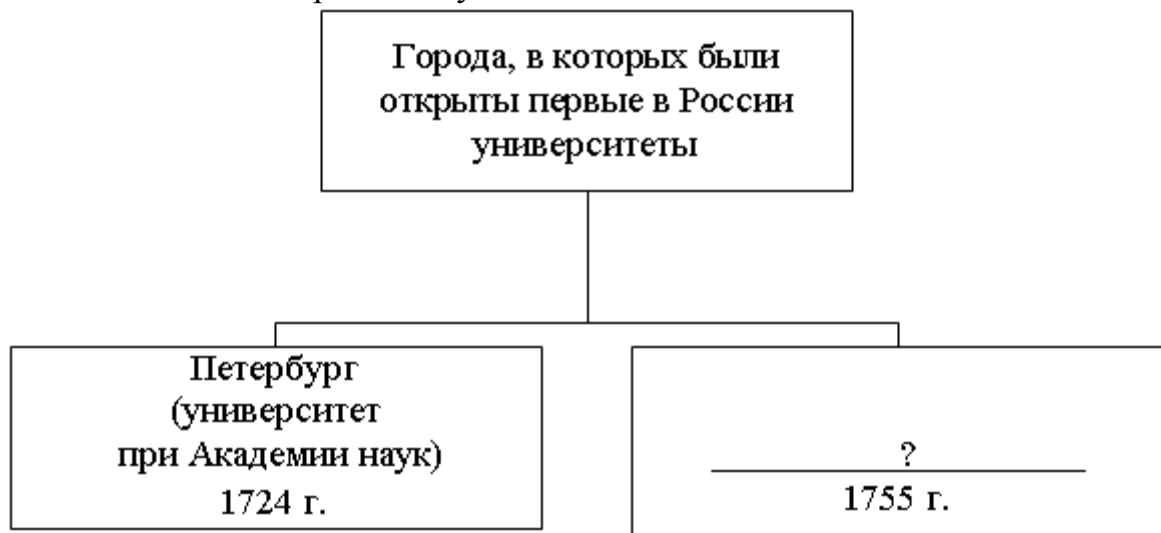 Города, в которых были
открыты первые в России
университеты
Петербург
(университет
при Академии наук)
1724 г.
?
1755 г.